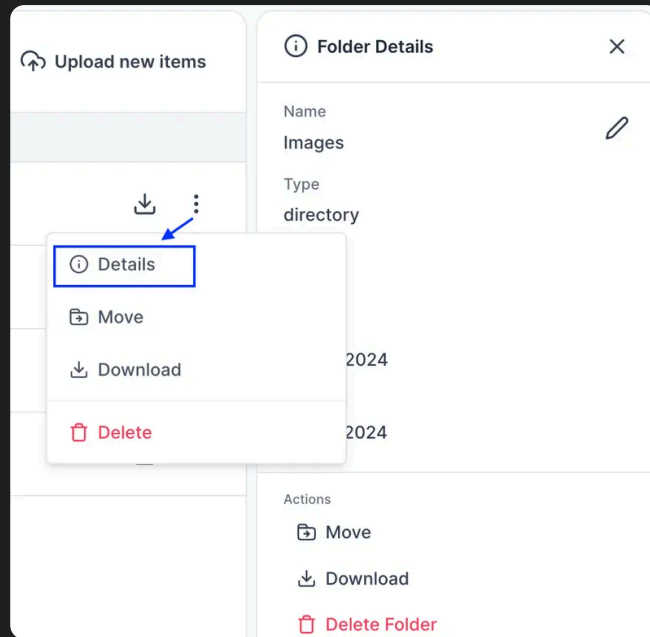 Upload new items
Folder Details
Name
Images
Type
directory
Details
Move
Download
Delete
2024
2024
Actions
Move
Download
Delete Folder